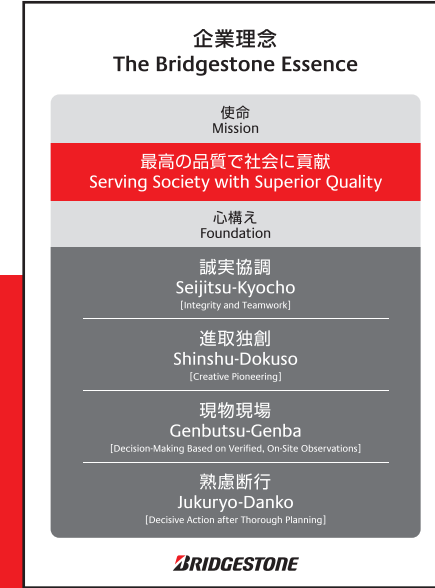 企業理念
The Bridgestone Essence
使命
Mission
最高の品質で社会に貢献
Serving Society with Superior Quality
心構え
Foundation
誠実協調
Seijitsu-Kyocho
[Integrity and Teamwork]
進取独創
Shinshu-Dokuso
[Creative Pioneering]
現物現場
Genbutsu-Genba
[Decision-Making Based on Verified, On-Site Observations]
熟慮断行
Jukuryo-Danko
[Decisive Action after Thorough Planning]
BRIDGESTONE